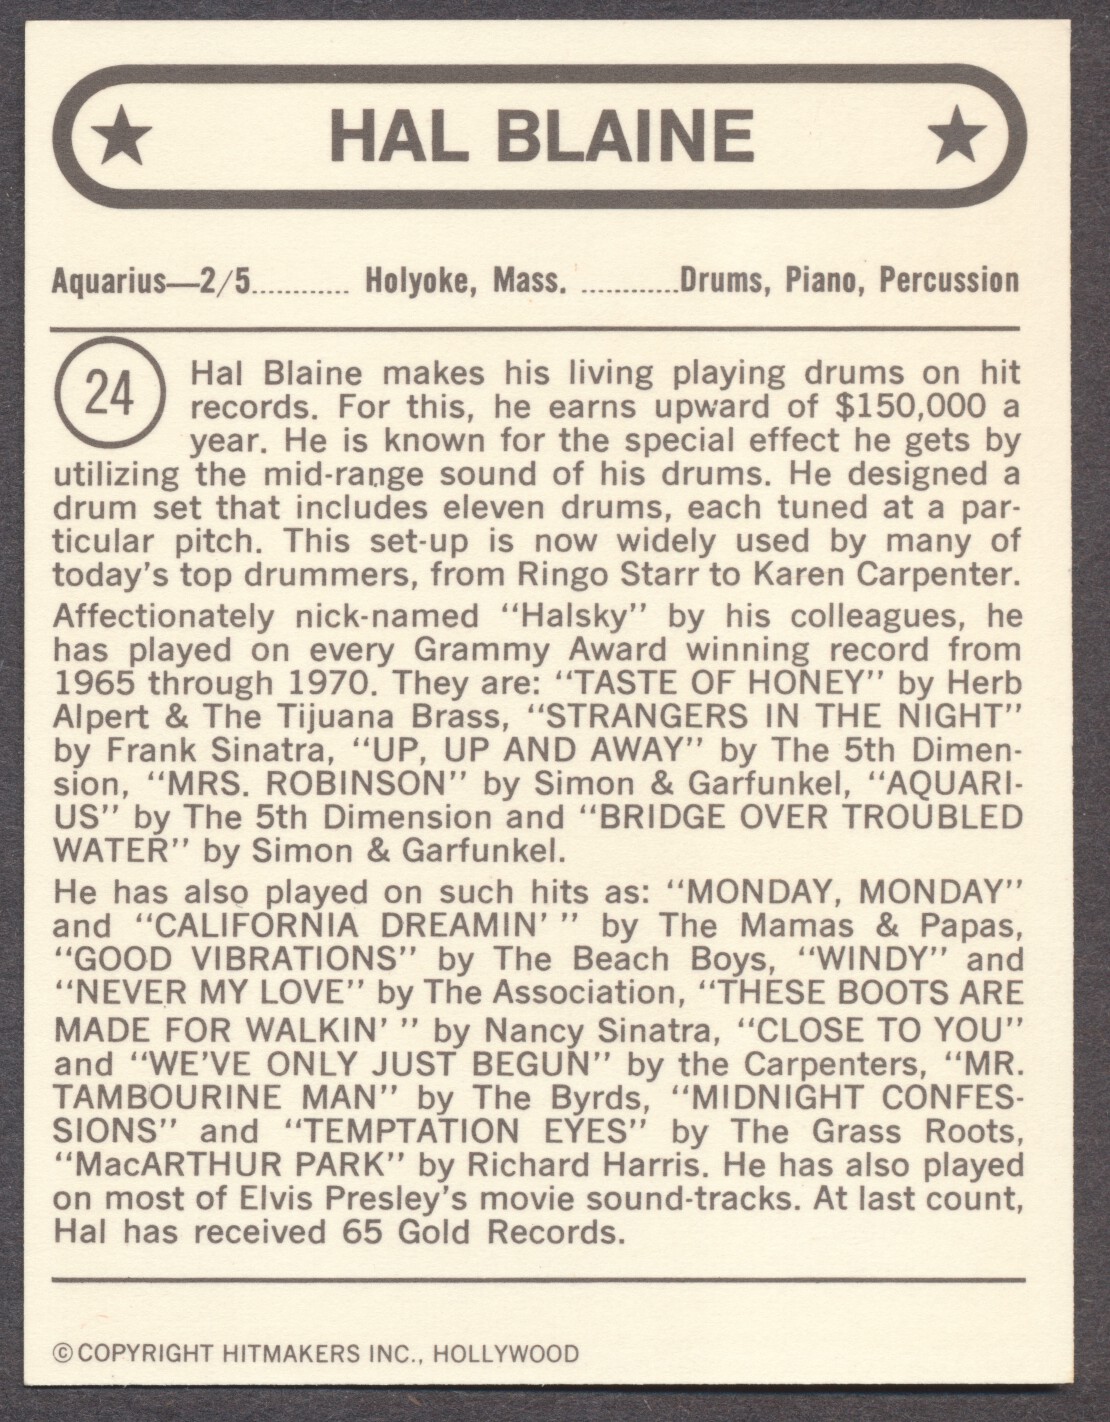 HAL BLAINE
Aquarius—2/5............ Holyoke, Mass. ............Drums, Piano, Percussion
24
Hal Blaine makes his living playing drums on hit
records. For this, he earns upward of $150,000 a
year. He is known for the special effect he gets by
utilizing the mid-range sound of his drums. He designed a
drum set that includes eleven drums, each tuned at a par-
ticular pitch. This set-up is now widely used by many of
today's top drummers, from Ringo Starr to Karen Carpenter.
Affectionately nick-named “Halsky” by his colleagues, he
has played on every Grammy Award winning record from
1965 through 1970. They are: “TASTE OF HONEY” by Herb
Alpert & The Tijuana Brass, “STRANGERS IN THE NIGHT”
by Frank Sinatra, “UP, UP AND AWAY” by The 5th Dimen-
sion, “MRS. ROBINSON” by Simon & Garfunkel, “AQUARI-
US” by The 5th Dimension and “BRIDGE OVER TROUBLED
WATER” by Simon & Garfunkel.
He has also played on such hits as: “MONDAY, MONDAY”
and “CALIFORNIA DREAMIN' ” by The Mamas & Papas,
“GOOD VIBRATIONS” by The Beach Boys, “WINDY” and
“NEVER MY LOVE” by The Association, “THESE BOOTS ARE
MADE FOR WALKIN' ” by Nancy Sinatra, “CLOSE TO YOU”
and “WE'VE ONLY JUST BEGUN” by the Carpenters, “MR.
TAMBOURINE MAN” by The Byrds, “MIDNIGHT CONFES-
SIONS” and “TEMPTATION EYES” by The Grass Roots,
“MacARTHUR PARK” by Richard Harris. He has also played
on most of Elvis Presley's movie sound-tracks. At last count,
Hal has received 65 Gold Records.
©COPYRIGHT HITMAKERS INC., HOLLYWOOD